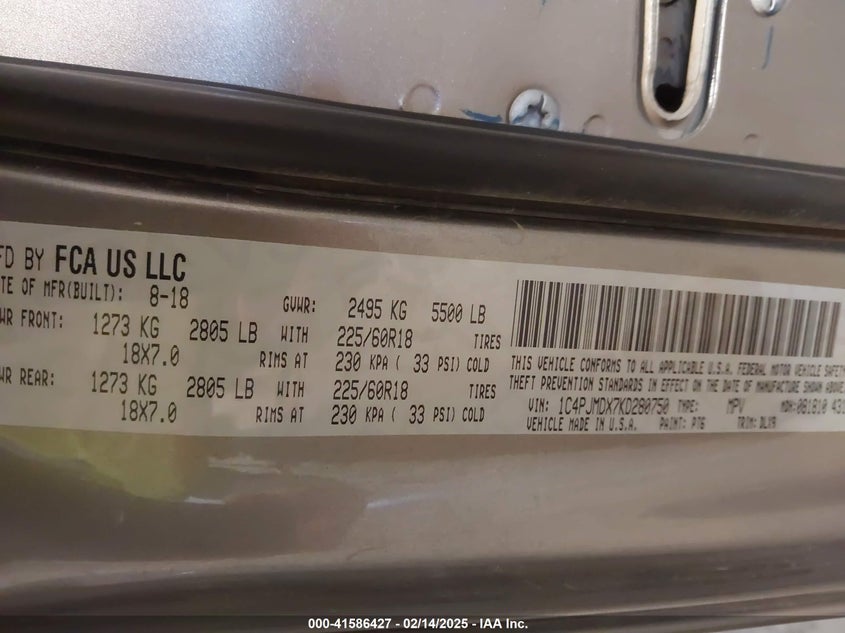 FD BY FCA US LLC
TE OF MFR(BUILT): 8-18 GVWR: 2495 KG 5500 LB
WR FRONT: 1273 KG 2805 LB WITH 225/60R18 TIRES
18X7.0 RIMS AT 230 KPA ( 33 PSI) COLD
WR REAR: 1273 KG 2805 LB WITH 225/60R18 TIRES
18X7.0 RIMS AT 230 KPA ( 33 PSI) COLD
THIS VEHICLE CONFORMS TO ALL APPLICABLE U.S.A. FEDERAL MOTOR VEHICLE SAFETY
THEFT PREVENTION STANDARDS IN EFFECT ON THE DATE OF MANUFACTURE SHOWN ABOVE.
VIN: 1C4PJMDX7KD280750 TYPE: MPV MDH:081810 431
VEHICLE MADE IN U.S.A. PAINT: P76 TRIM:DLX9
000-41586427 - 02/14/2025 - IAA Inc.